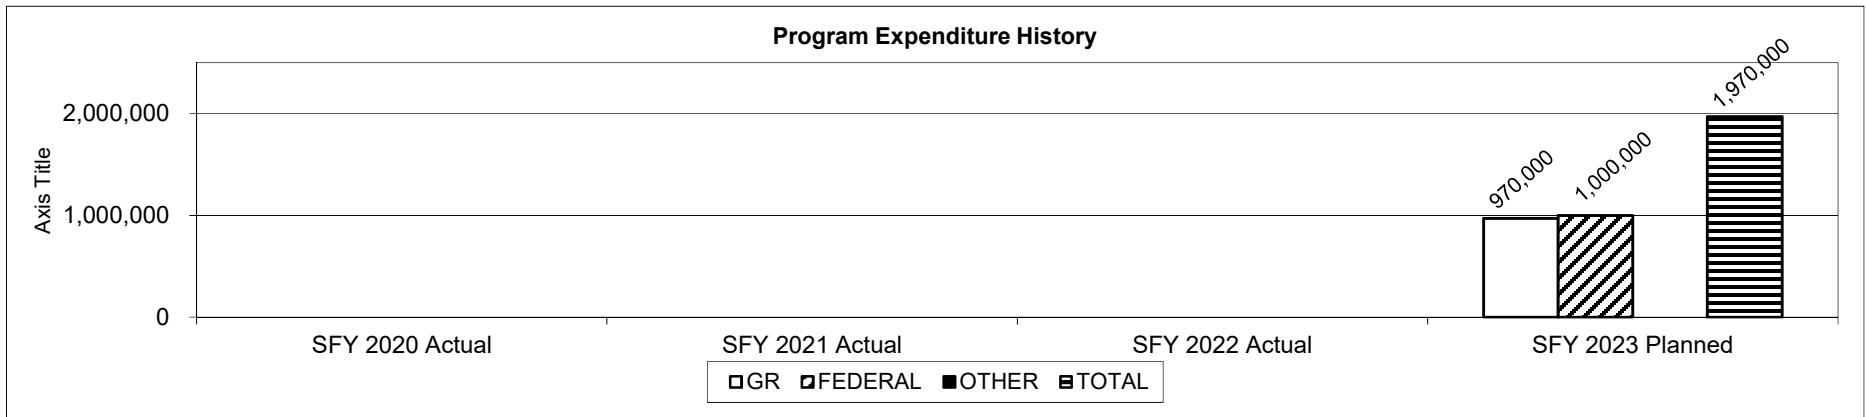 Program Expenditure History
1,970,000
2,000,000
970,000
1,000,000
Axis Title
1,000,000
0
SFY 2020 Actual
SFY 2021 Actual
SFY 2022 Actual
SFY 2023 Planned
GR FEDERAL OTHER TOTAL